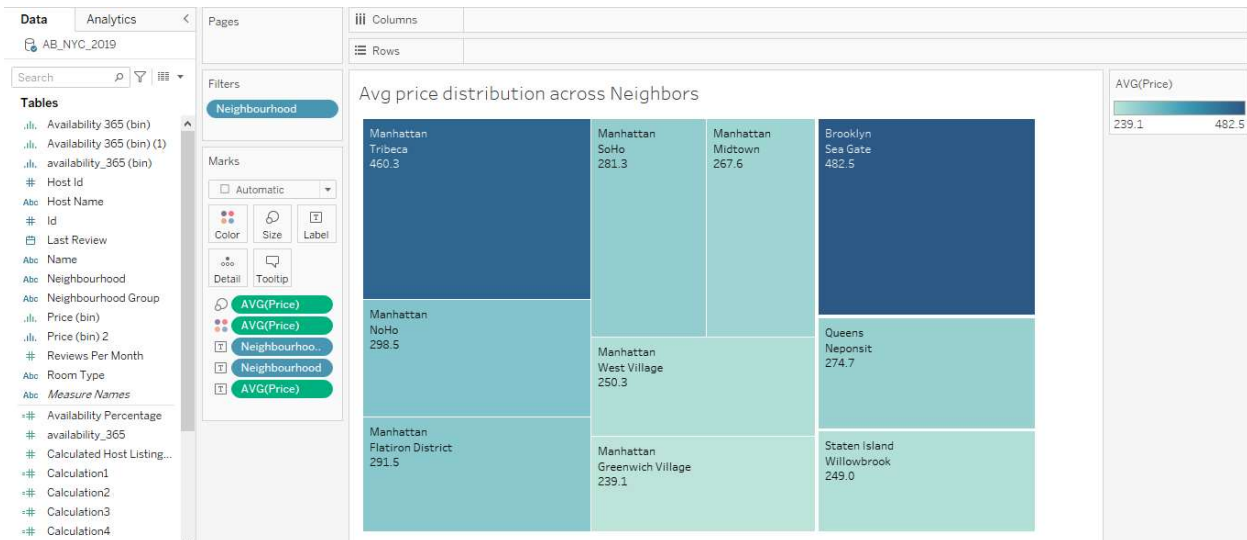 Data
Analytics
AB_NYC_2019
Search
Tables
Availability 365 (bin)
Availability 365 (bin) (1)
availability_365 (bin)
# Host Id
Abc Host Name
# Id
Last Review
Abc Name
Abc Neighbourhood
Abc Neighbourhood Group
Price (bin)
Price (bin) 2
# Reviews Per Month
Abc Room Type
Abc Measure Names
=# Availability Percentage
# availability_365
# Calculated Host Listing...
=# Calculation1
=# Calculation2
=# Calculation3
=# Calculation4
Pages
Filters
Neighbourhood
Marks
Automatic
Color
Size
T
Label
Detail
Tooltip
AVG(Price)
AVG(Price)
T Neighbourhoo..
T Neighbourhood
T AVG(Price)
Columns
Rows
Avg price distribution across Neighbors
Manhattan
Tribeca
460.3
Manhattan
SoHo
281.3
Manhattan
Midtown
267.6
Brooklyn
Sea Gate
482.5
Manhattan
NoHo
298.5
Manhattan
West Village
250.3
Queens
Neponsit
274.7
Manhattan
Flatiron District
291.5
Manhattan
Greenwich Village
239.1
Staten Island
Willowbrook
249.0
AVG(Price)
239.1 482.5